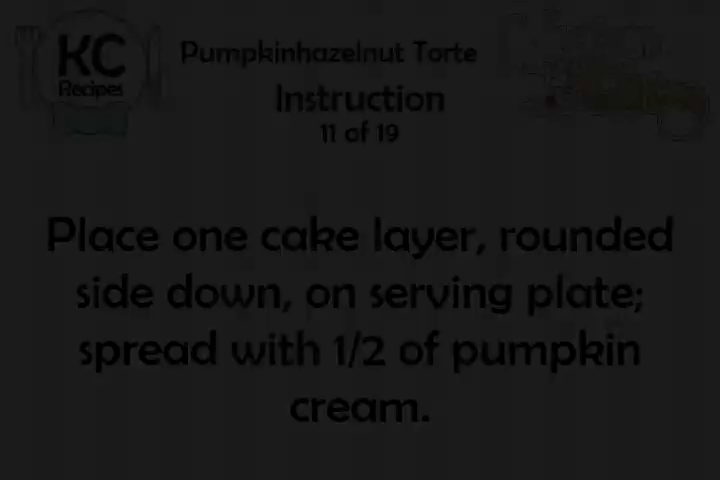 KC
Recipes
Pumpkinhazelnut Torte
Instruction
11 of 19
Place one cake layer, rounded
side down, on serving plate;
spread with 1/2 of pumpkin
cream.